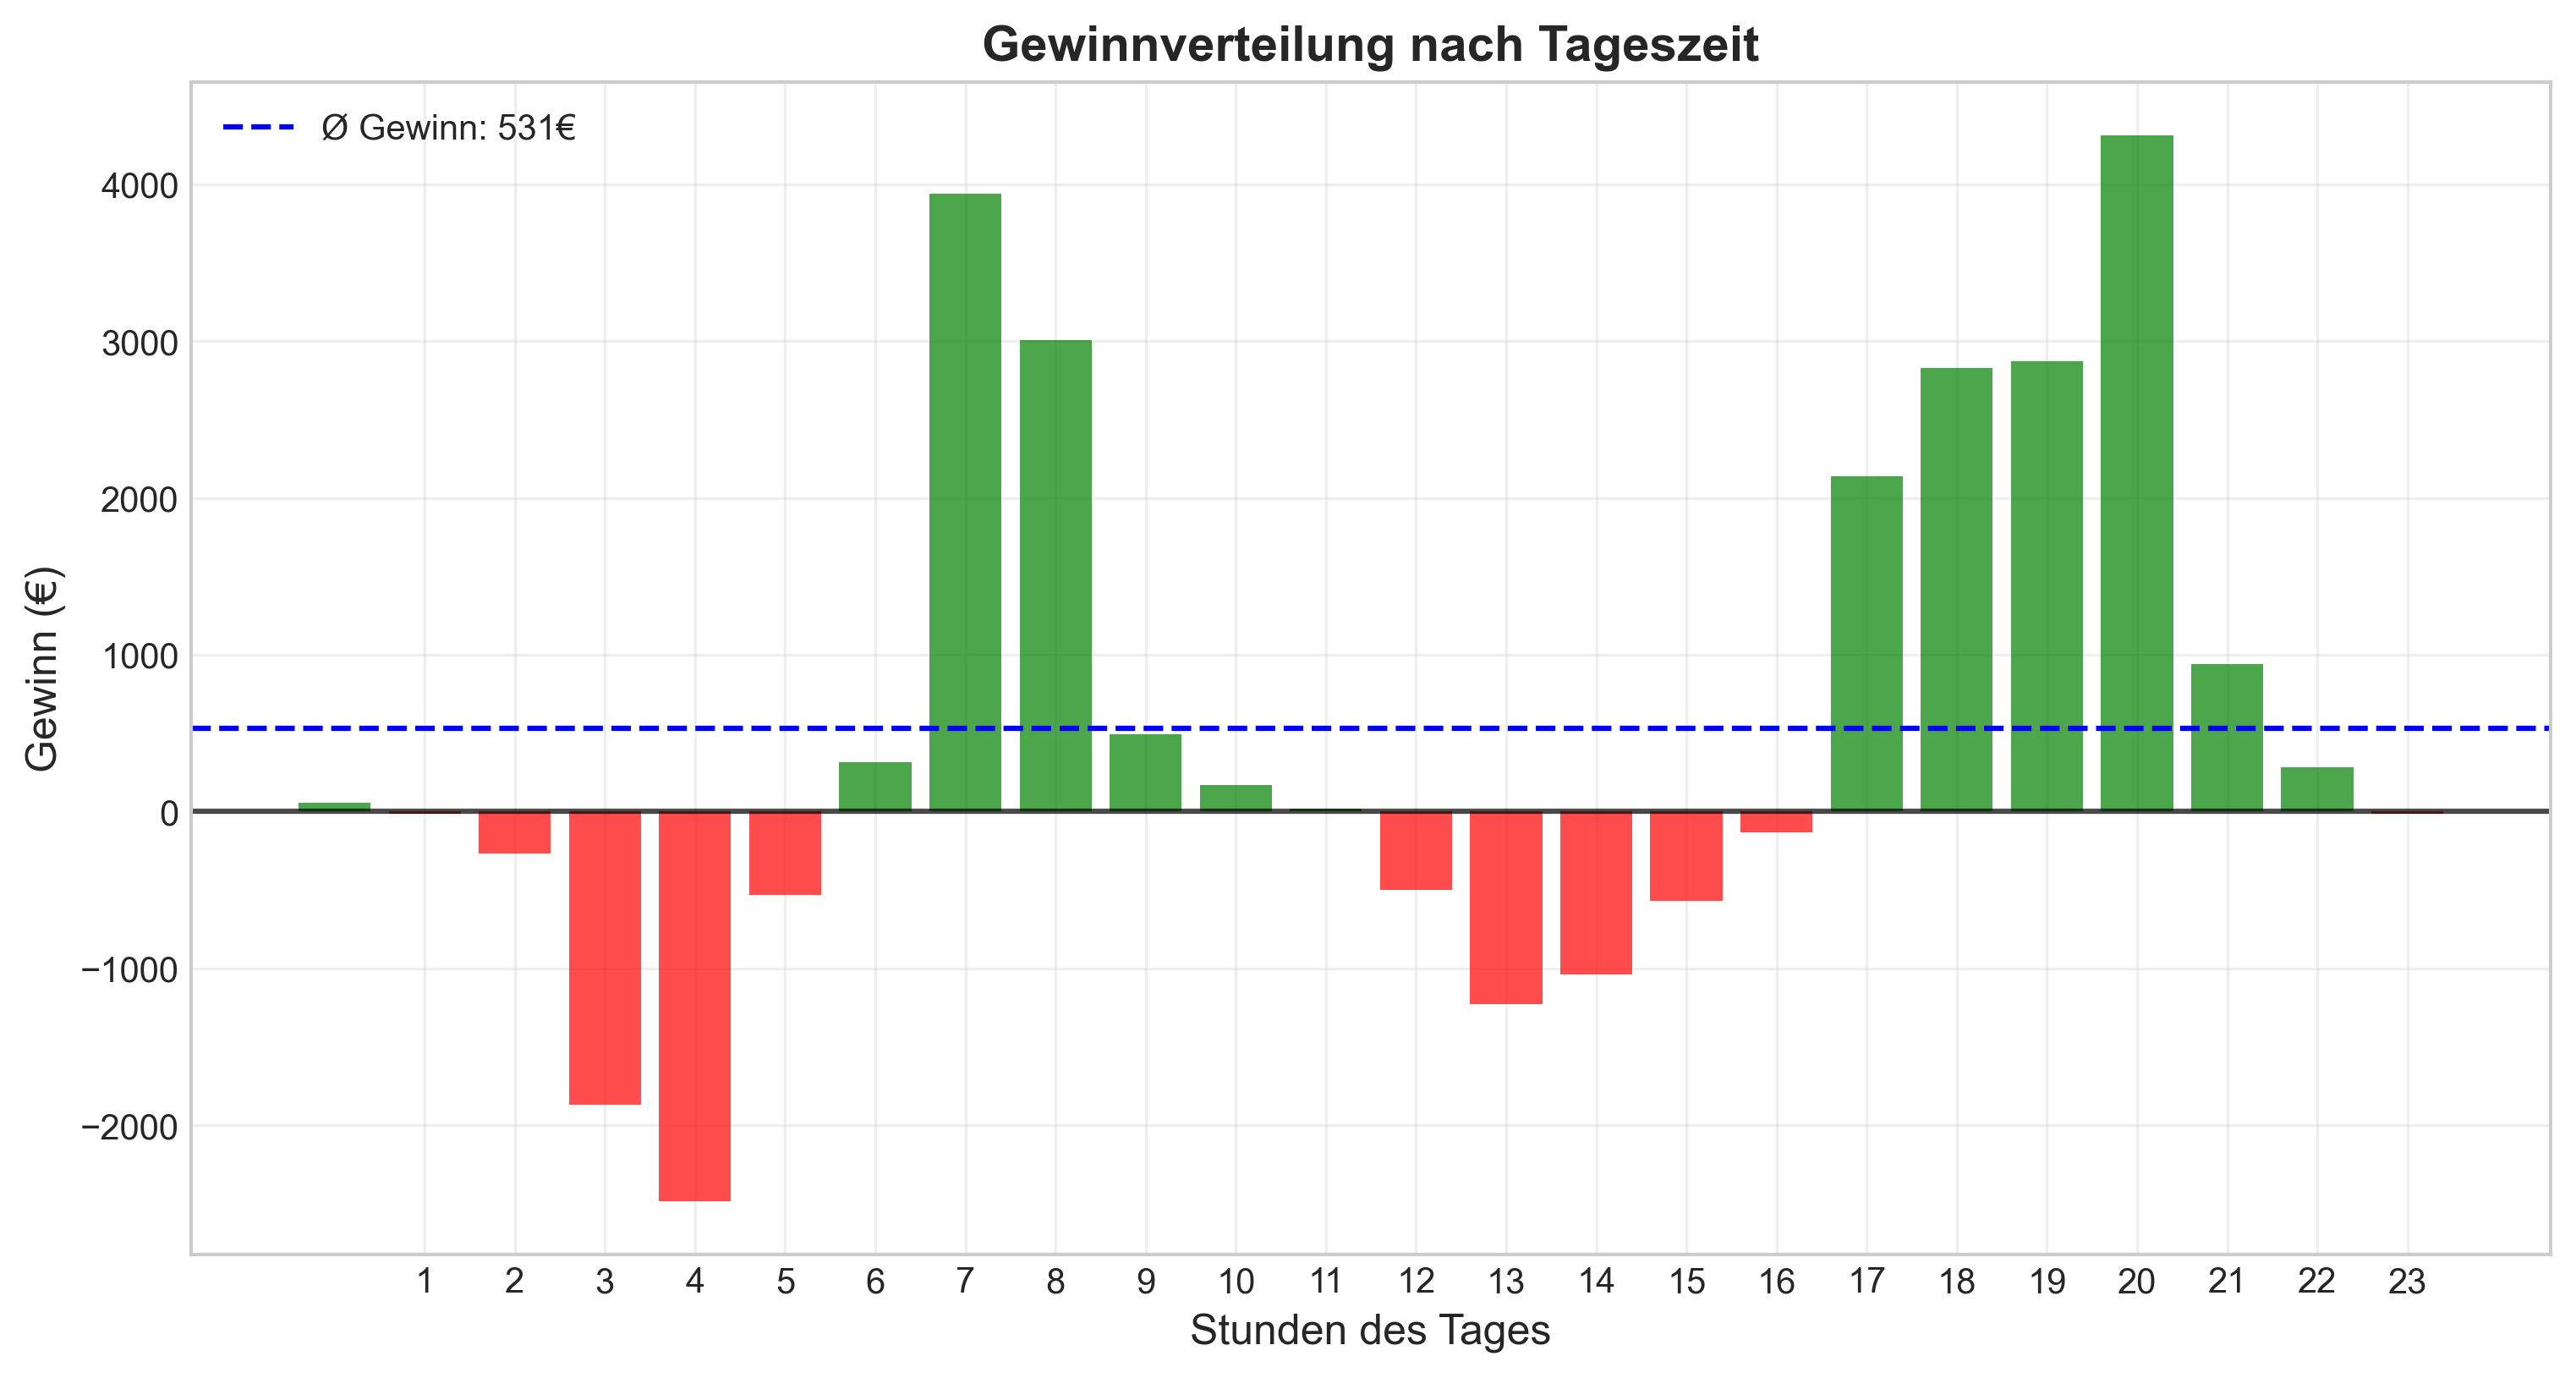 Gewinnverteilung nach Tageszeit
Ø Gewinn: 531€
4000
3000
2000
1000
0
−1000
−2000
Gewinn (€)
1 2 3 4 5 6 7 8 9 10 11 12 13 14 15 16 17 18 19 20 21 22 23
Stunden des Tages